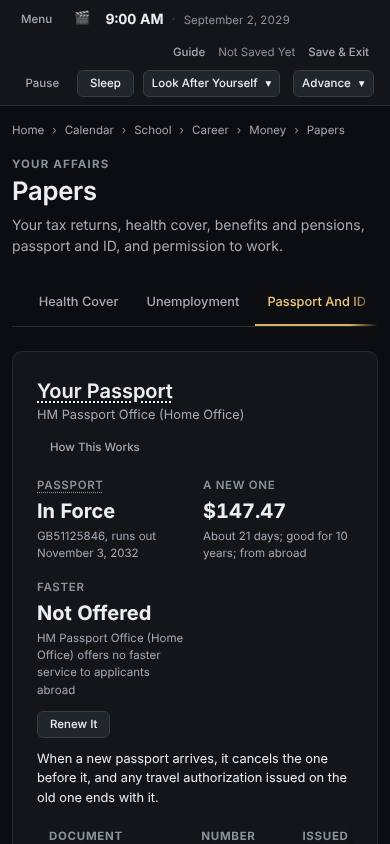 Menu 🎬 9:00 AM · September 2, 2029
Guide Not Saved Yet Save & Exit
Pause Sleep Look After Yourself ▾ Advance ▾
Home › Calendar › School › Career › Money › Papers
YOUR AFFAIRS
Papers
Your tax returns, health cover, benefits and pensions,
passport and ID, and permission to work.
Health Cover Unemployment Passport And ID
Your Passport
HM Passport Office (Home Office)
How This Works
PASSPORT
In Force
GB51125846, runs out
November 3, 2032
A NEW ONE
$147.47
About 21 days; good for 10
years; from abroad
FASTER
Not Offered
HM Passport Office (Home
Office) offers no faster
service to applicants
abroad
Renew It
When a new passport arrives, it cancels the one
before it, and any travel authorization issued on the
old one ends with it.
DOCUMENT NUMBER ISSUED